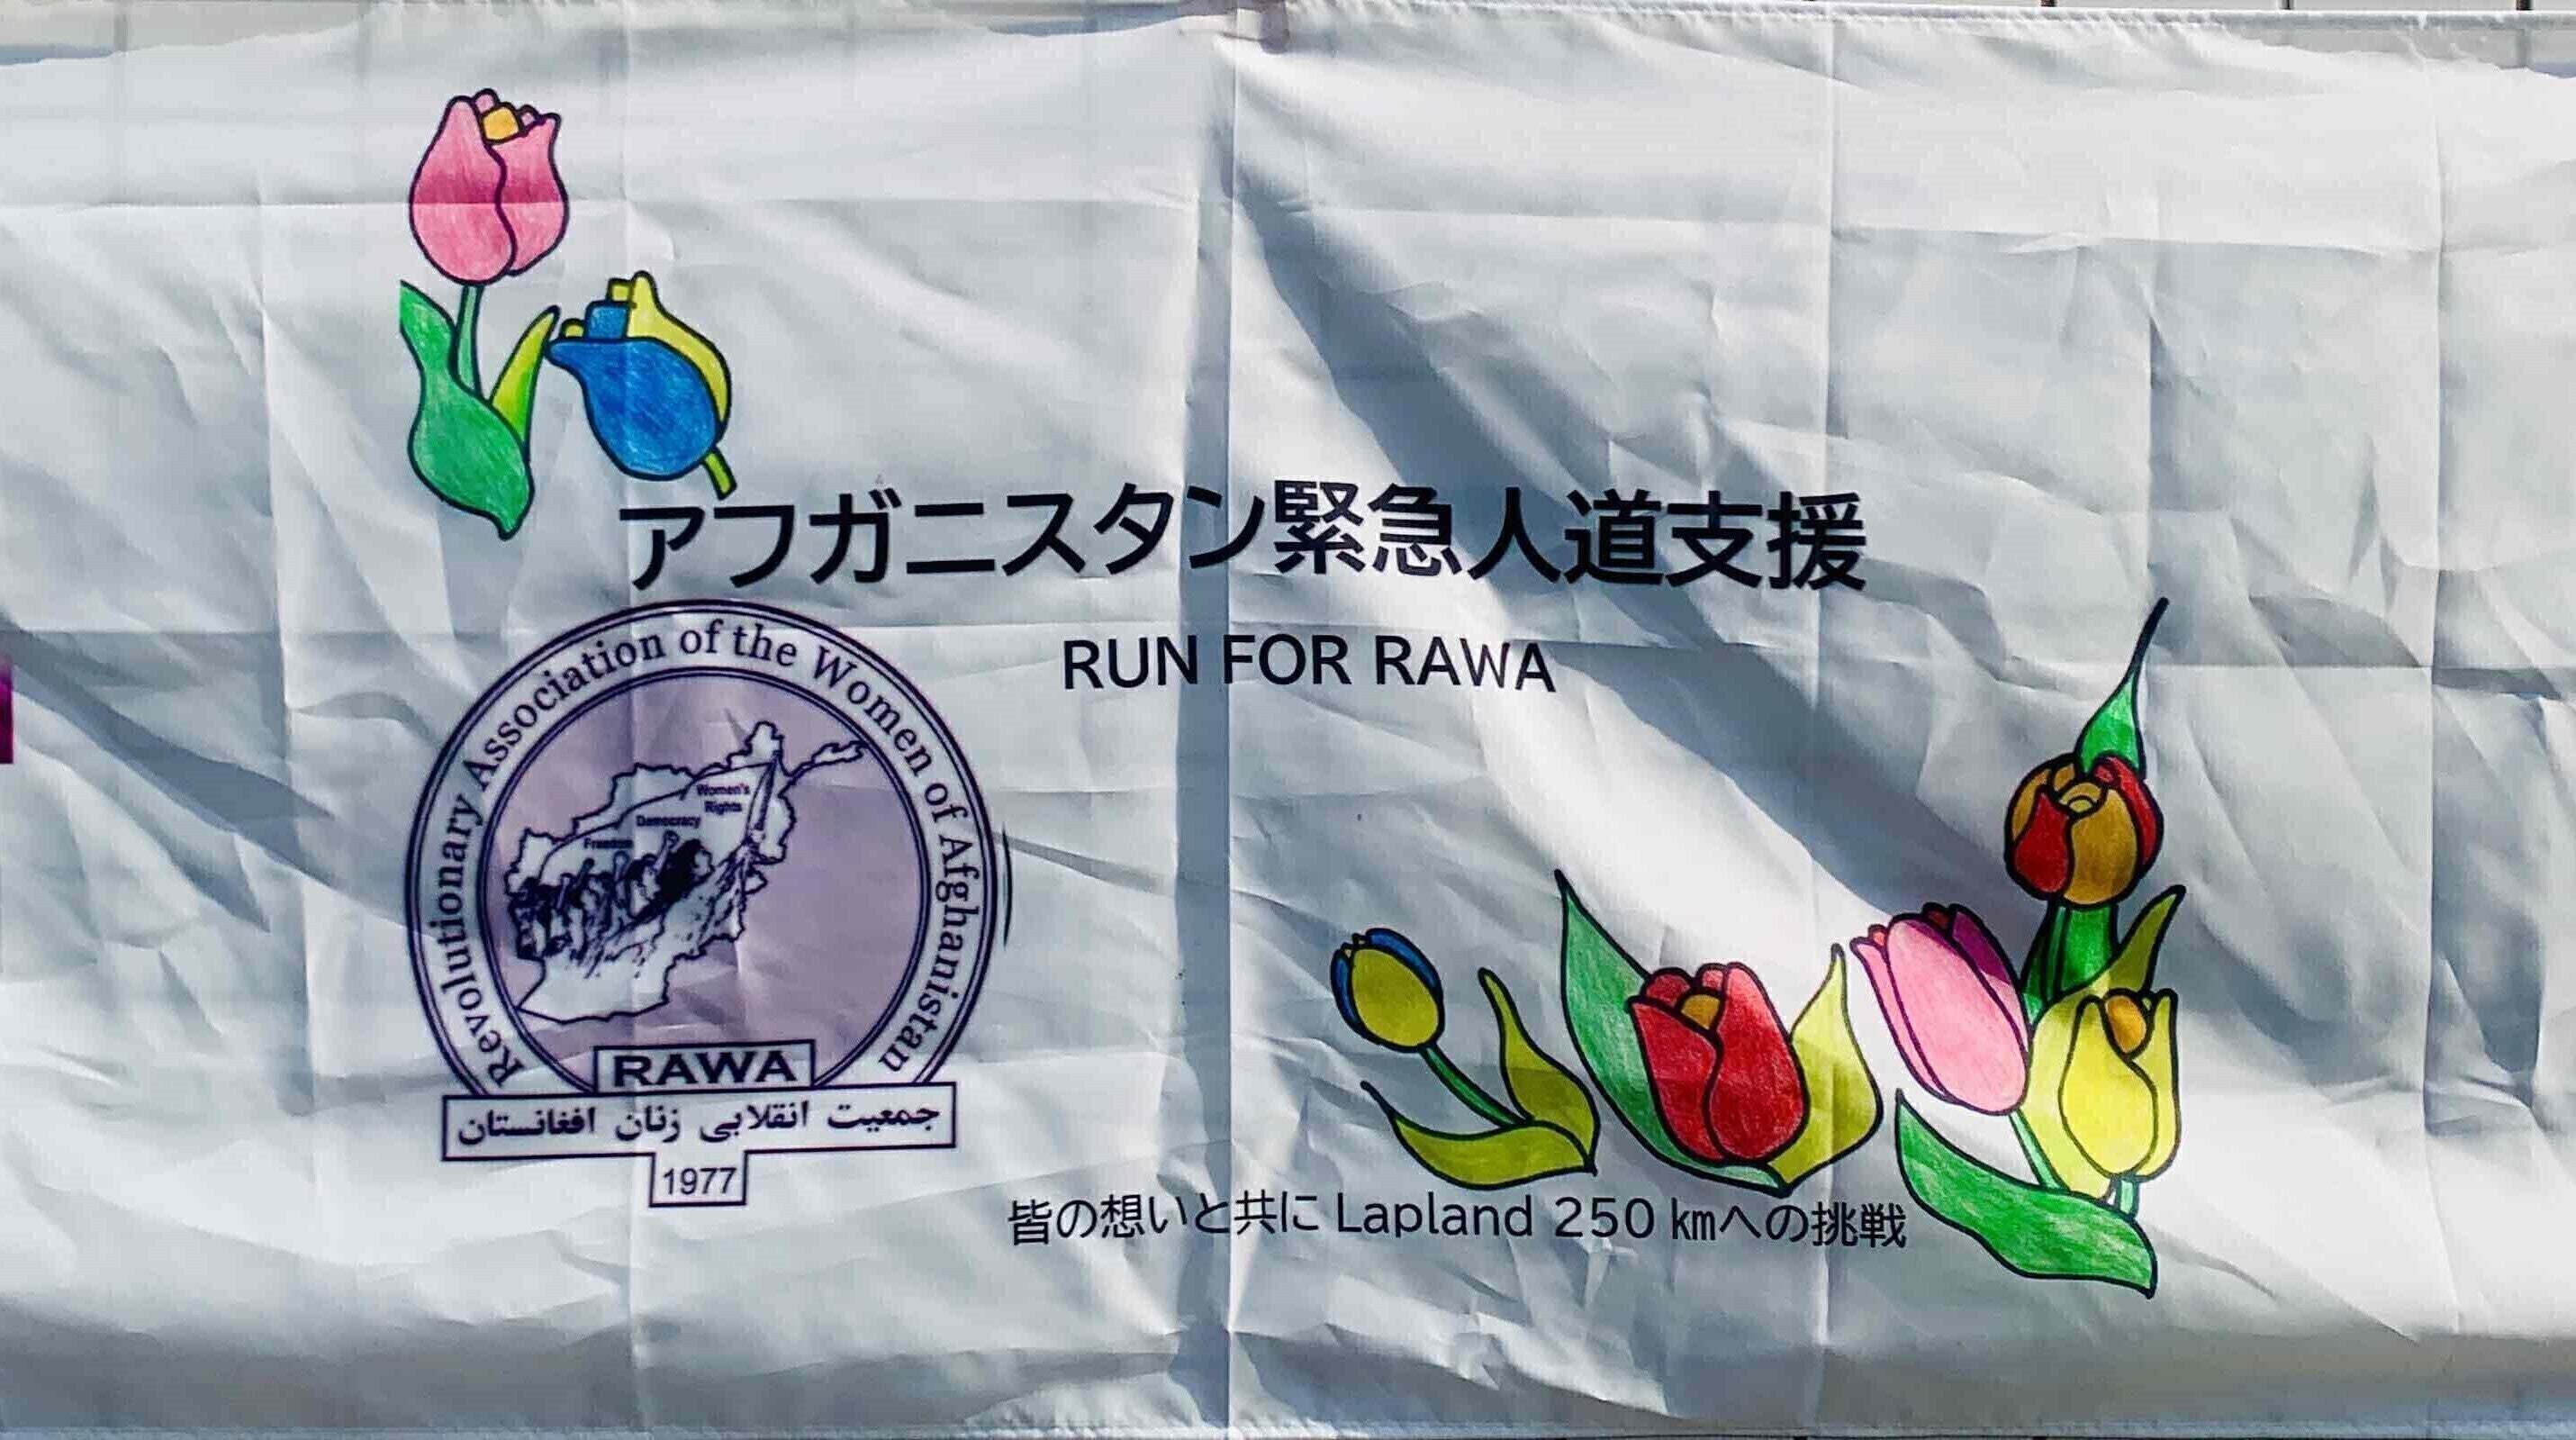 アフガニスタン緊急人道支援
RUN FOR RAWA
Revolutionary Association of the Women of Afghanistan
Women's
Rights
Democracy
Freedom
RAWA
جمعیت انقلابی زنان افغانستان
1977
皆の想いと共に Lapland 250 ㎞への挑戦